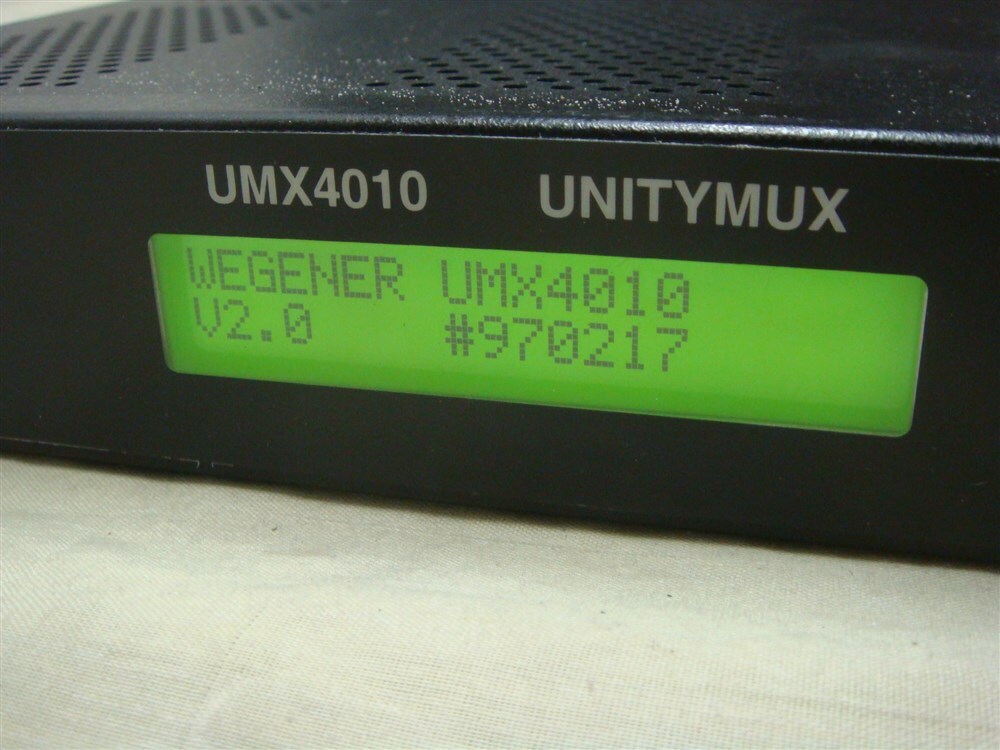 UMX4010 UNITYMUX
WEGENER UMX4010
V2.0 #970217